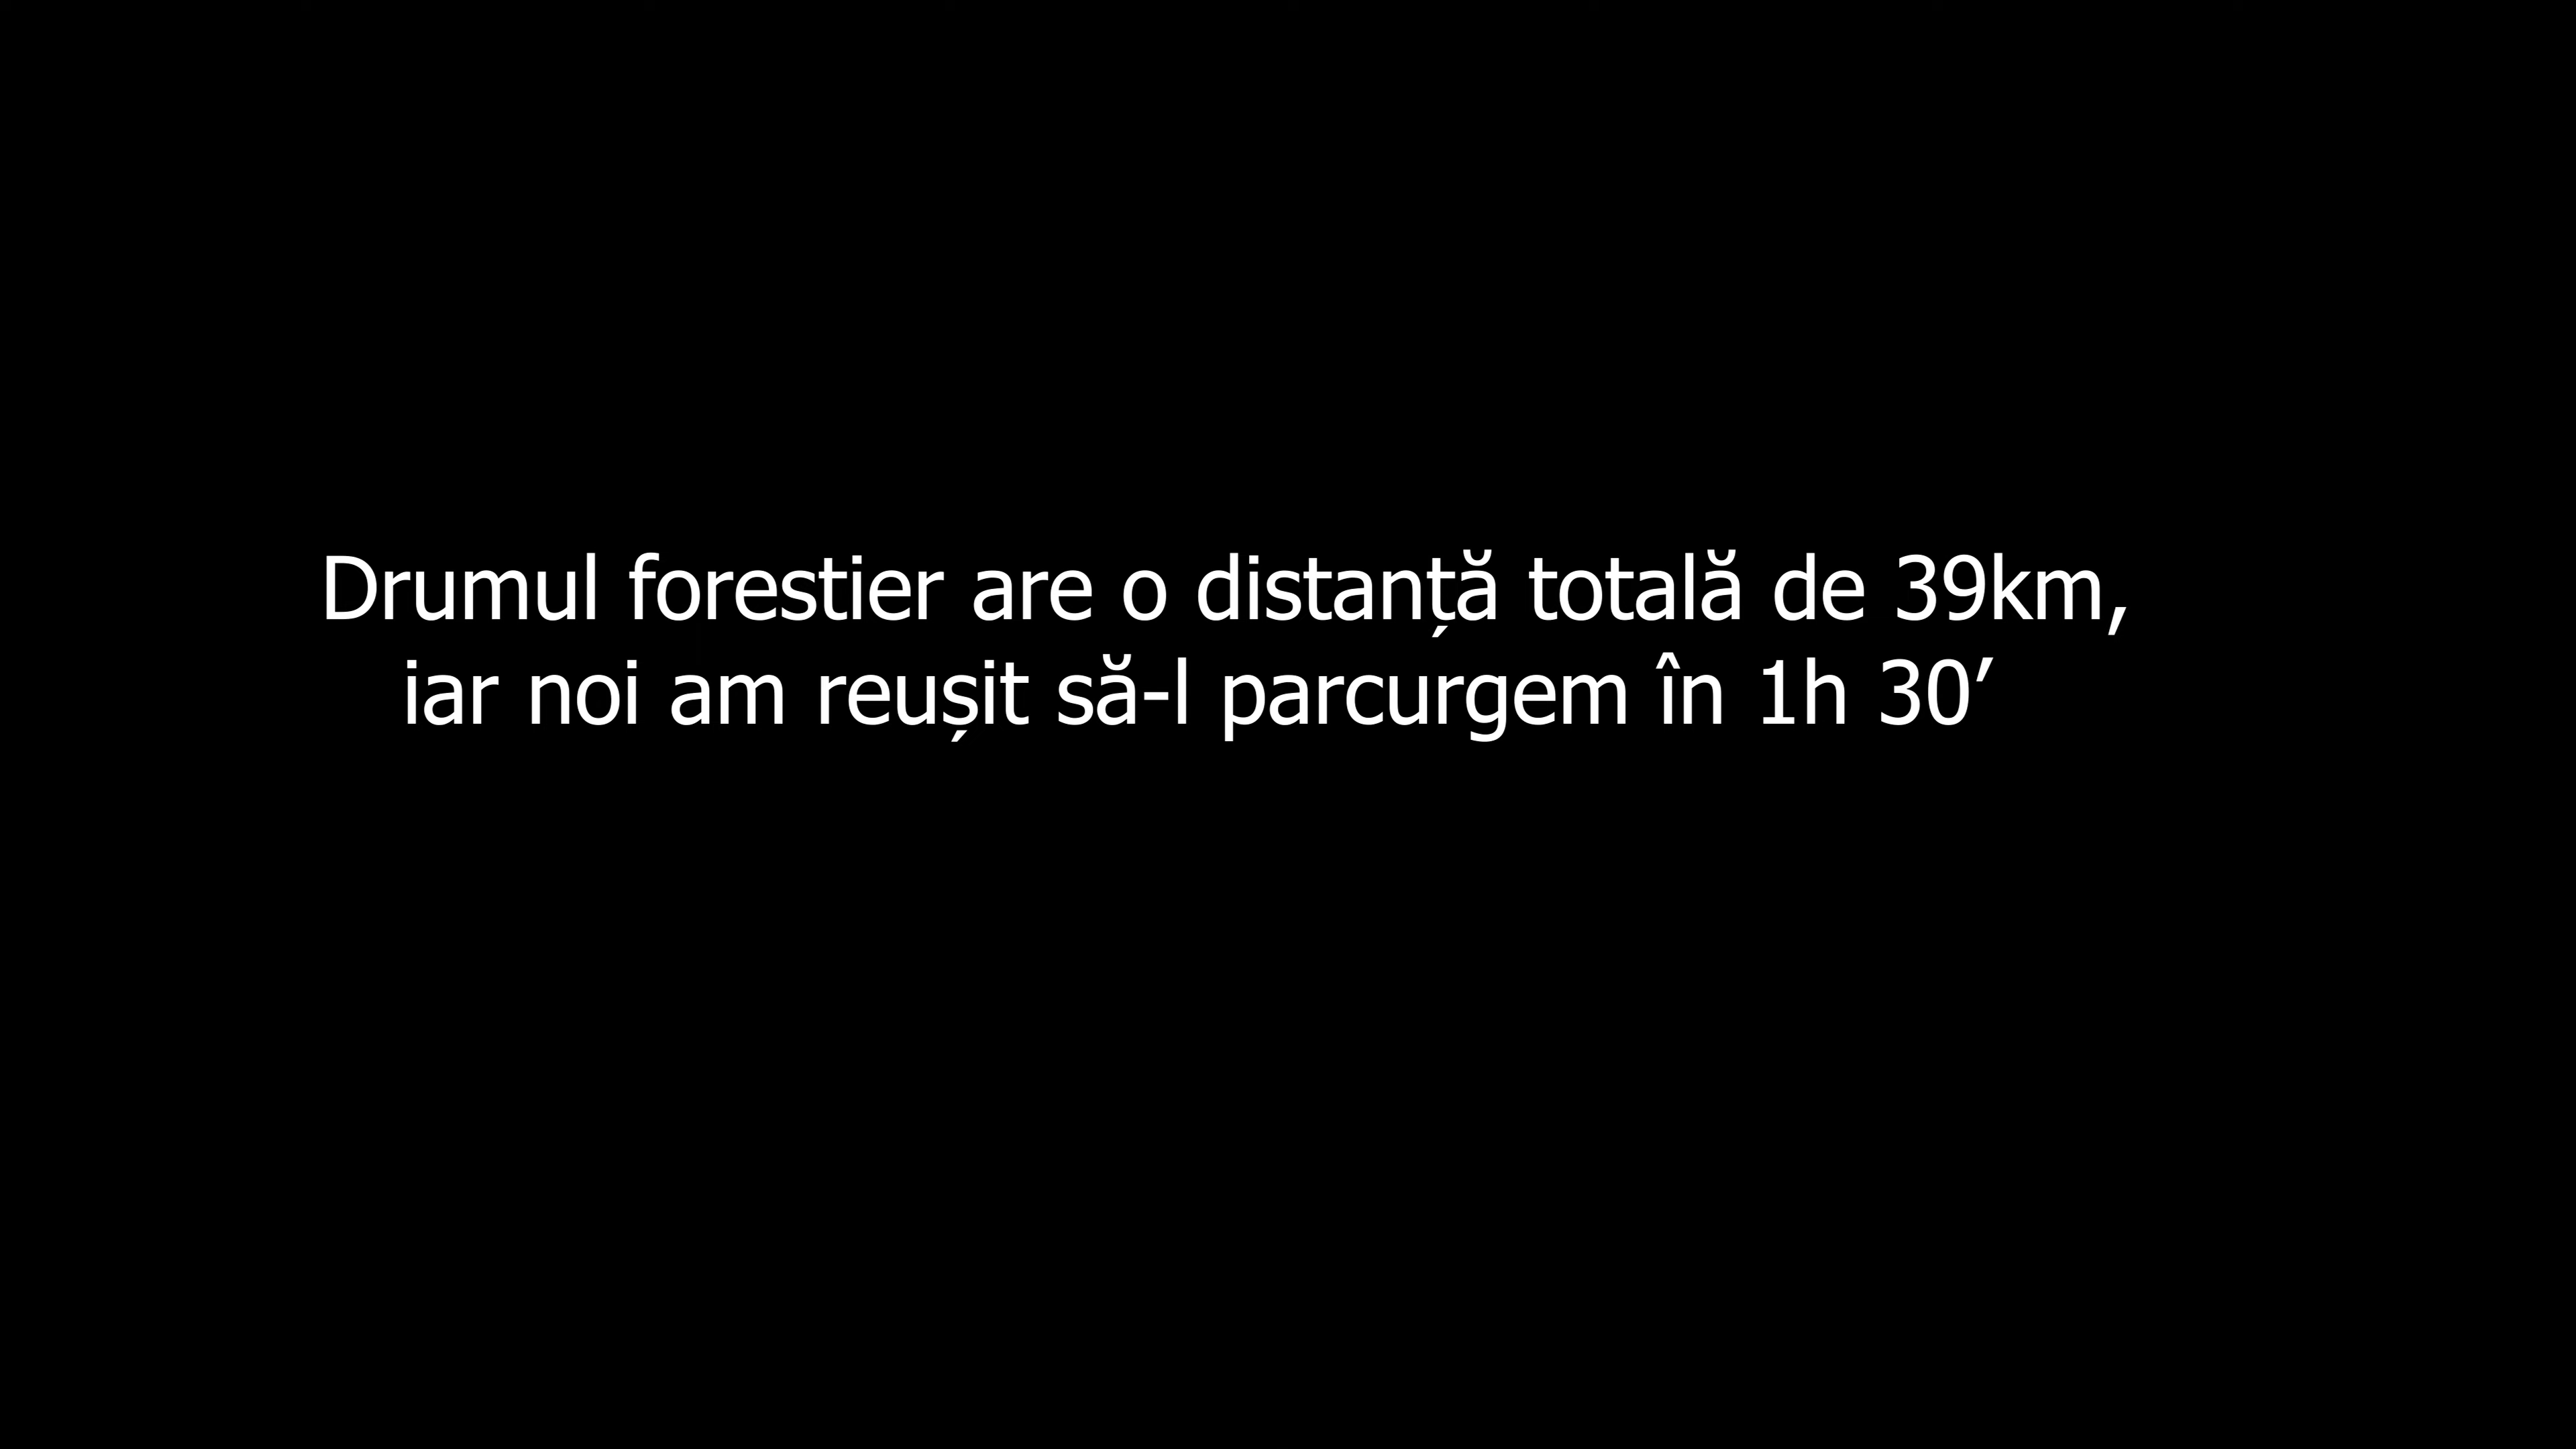 Drumul forestier are o distanță totală de 39km,
iar noi am reușit să-l parcurgem în 1h 30’